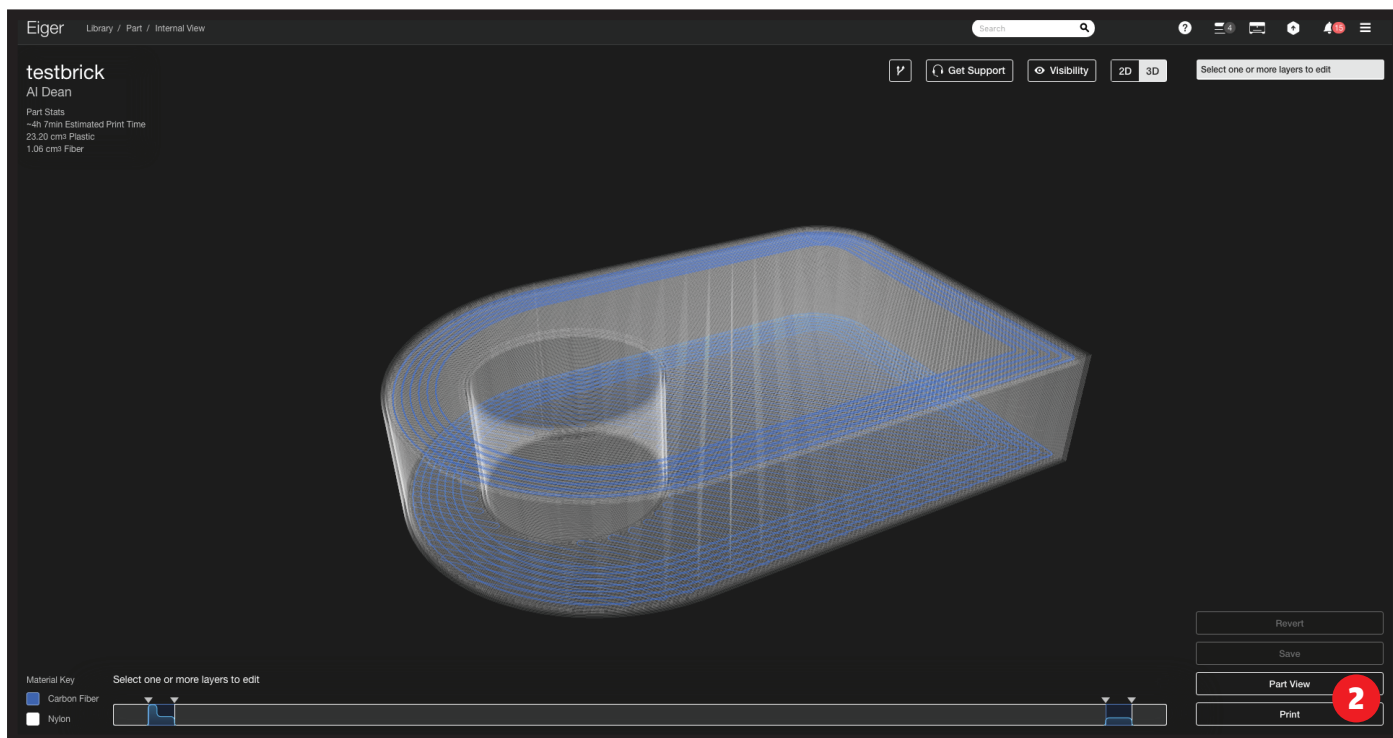 Eiger Library / Part / Internal View Search ? 4 15
testbrick
Al Dean
Part Stats
~4h 7min Estimated Print Time
23.20 cm3 Plastic
1.06 cm3 Fiber
Get Support Visibility 2D 3D Select one or more layers to edit
Revert
Save
Part View
Print
2
Material Key
Carbon Fiber
Nylon
Select one or more layers to edit